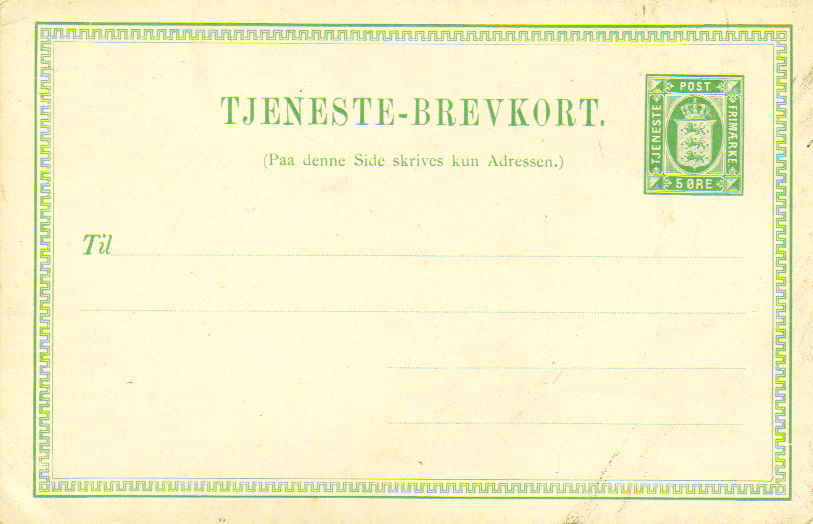 TJENESTE-BREVKORT.
(Paa denne Side skrives kun Adressen.)
POST
TJENESTE
FRIMÆRKE
5 ØRE
Til